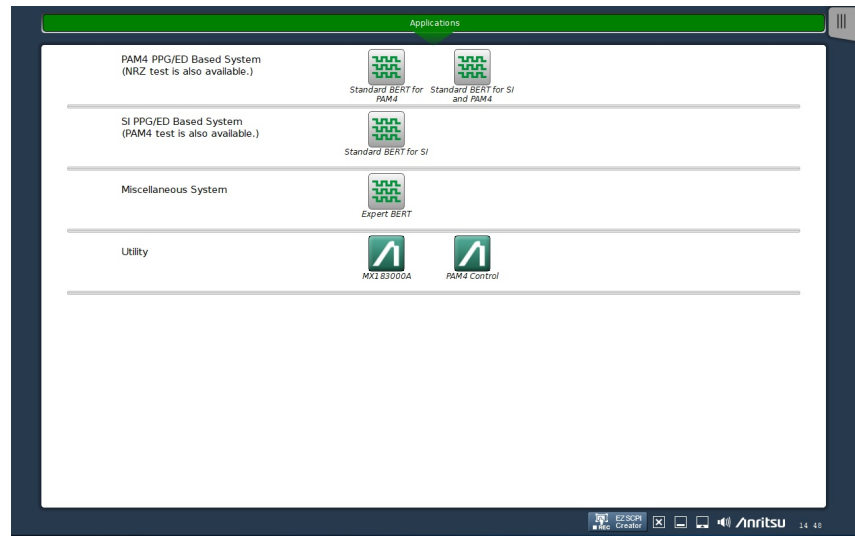 Applications
PAM4 PPG/ED Based System
(NRZ test is also available.)
Standard BERT for
PAM4
Standard BERT for SI
and PAM4
SI PPG/ED Based System
(PAM4 test is also available.)
Standard BERT for SI
Miscellaneous System
Expert BERT
Utility
MX183000A
PAM4 Control
REC
EZSCPI
Creator
Anritsu
14 48